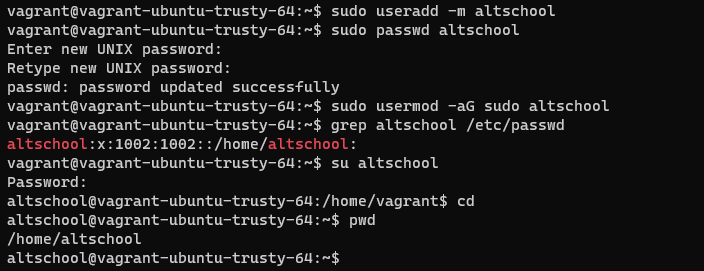 vagrant@vagrant-ubuntu-trusty-64:~$ sudo useradd -m altschool
vagrant@vagrant-ubuntu-trusty-64:~$ sudo passwd altschool
Enter new UNIX password:
Retype new UNIX password:
passwd: password updated successfully
vagrant@vagrant-ubuntu-trusty-64:~$ sudo usermod -aG sudo altschool
vagrant@vagrant-ubuntu-trusty-64:~$ grep altschool /etc/passwd
altschool:x:1002:1002::/home/altschool:
vagrant@vagrant-ubuntu-trusty-64:~$ su altschool
Password:
altschool@vagrant-ubuntu-trusty-64:/home/vagrant$ cd
altschool@vagrant-ubuntu-trusty-64:~$ pwd
/home/altschool
altschool@vagrant-ubuntu-trusty-64:~$